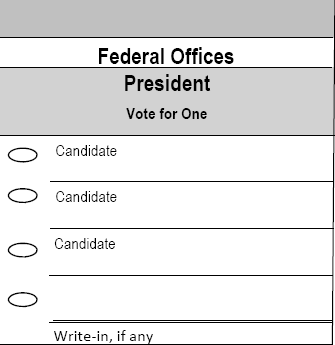 Federal Offices
President
Vote for One
Candidate
Candidate
Candidate
Write-in, if any